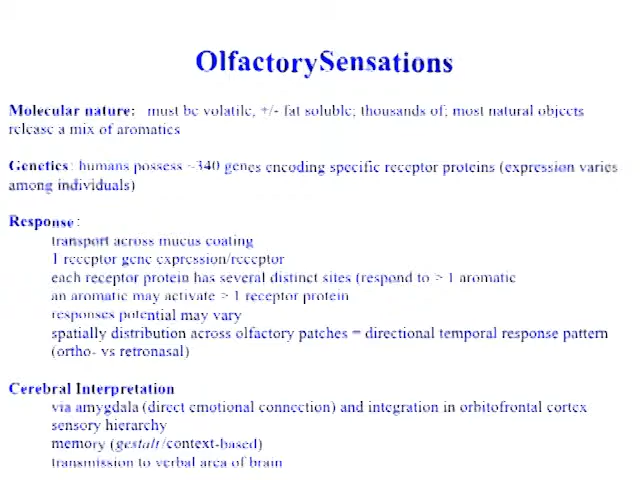 Olfactory Sensations
Molecular nature: must be volatile, +/- fat soluble; thousands of; most natural objects
release a mix of aromatics
Genetics: humans possess ~340 genes encoding specific receptor proteins (expression varies
among individuals)
Response:
transport across mucus coating
1 receptor gene expression/receptor
each receptor protein has several distinct sites (respond to > 1 aromatic
an aromatic may activate > 1 receptor protein
responses potential may vary
spatially distribution across olfactory patches = directional temporal response pattern
(ortho- vs retronasal)
Cerebral Interpretation
via amygdala (direct emotional connection) and integration in orbitofrontal cortex
sensory hierarchy
memory (gestalt/context-based)
transmission to verbal area of brain